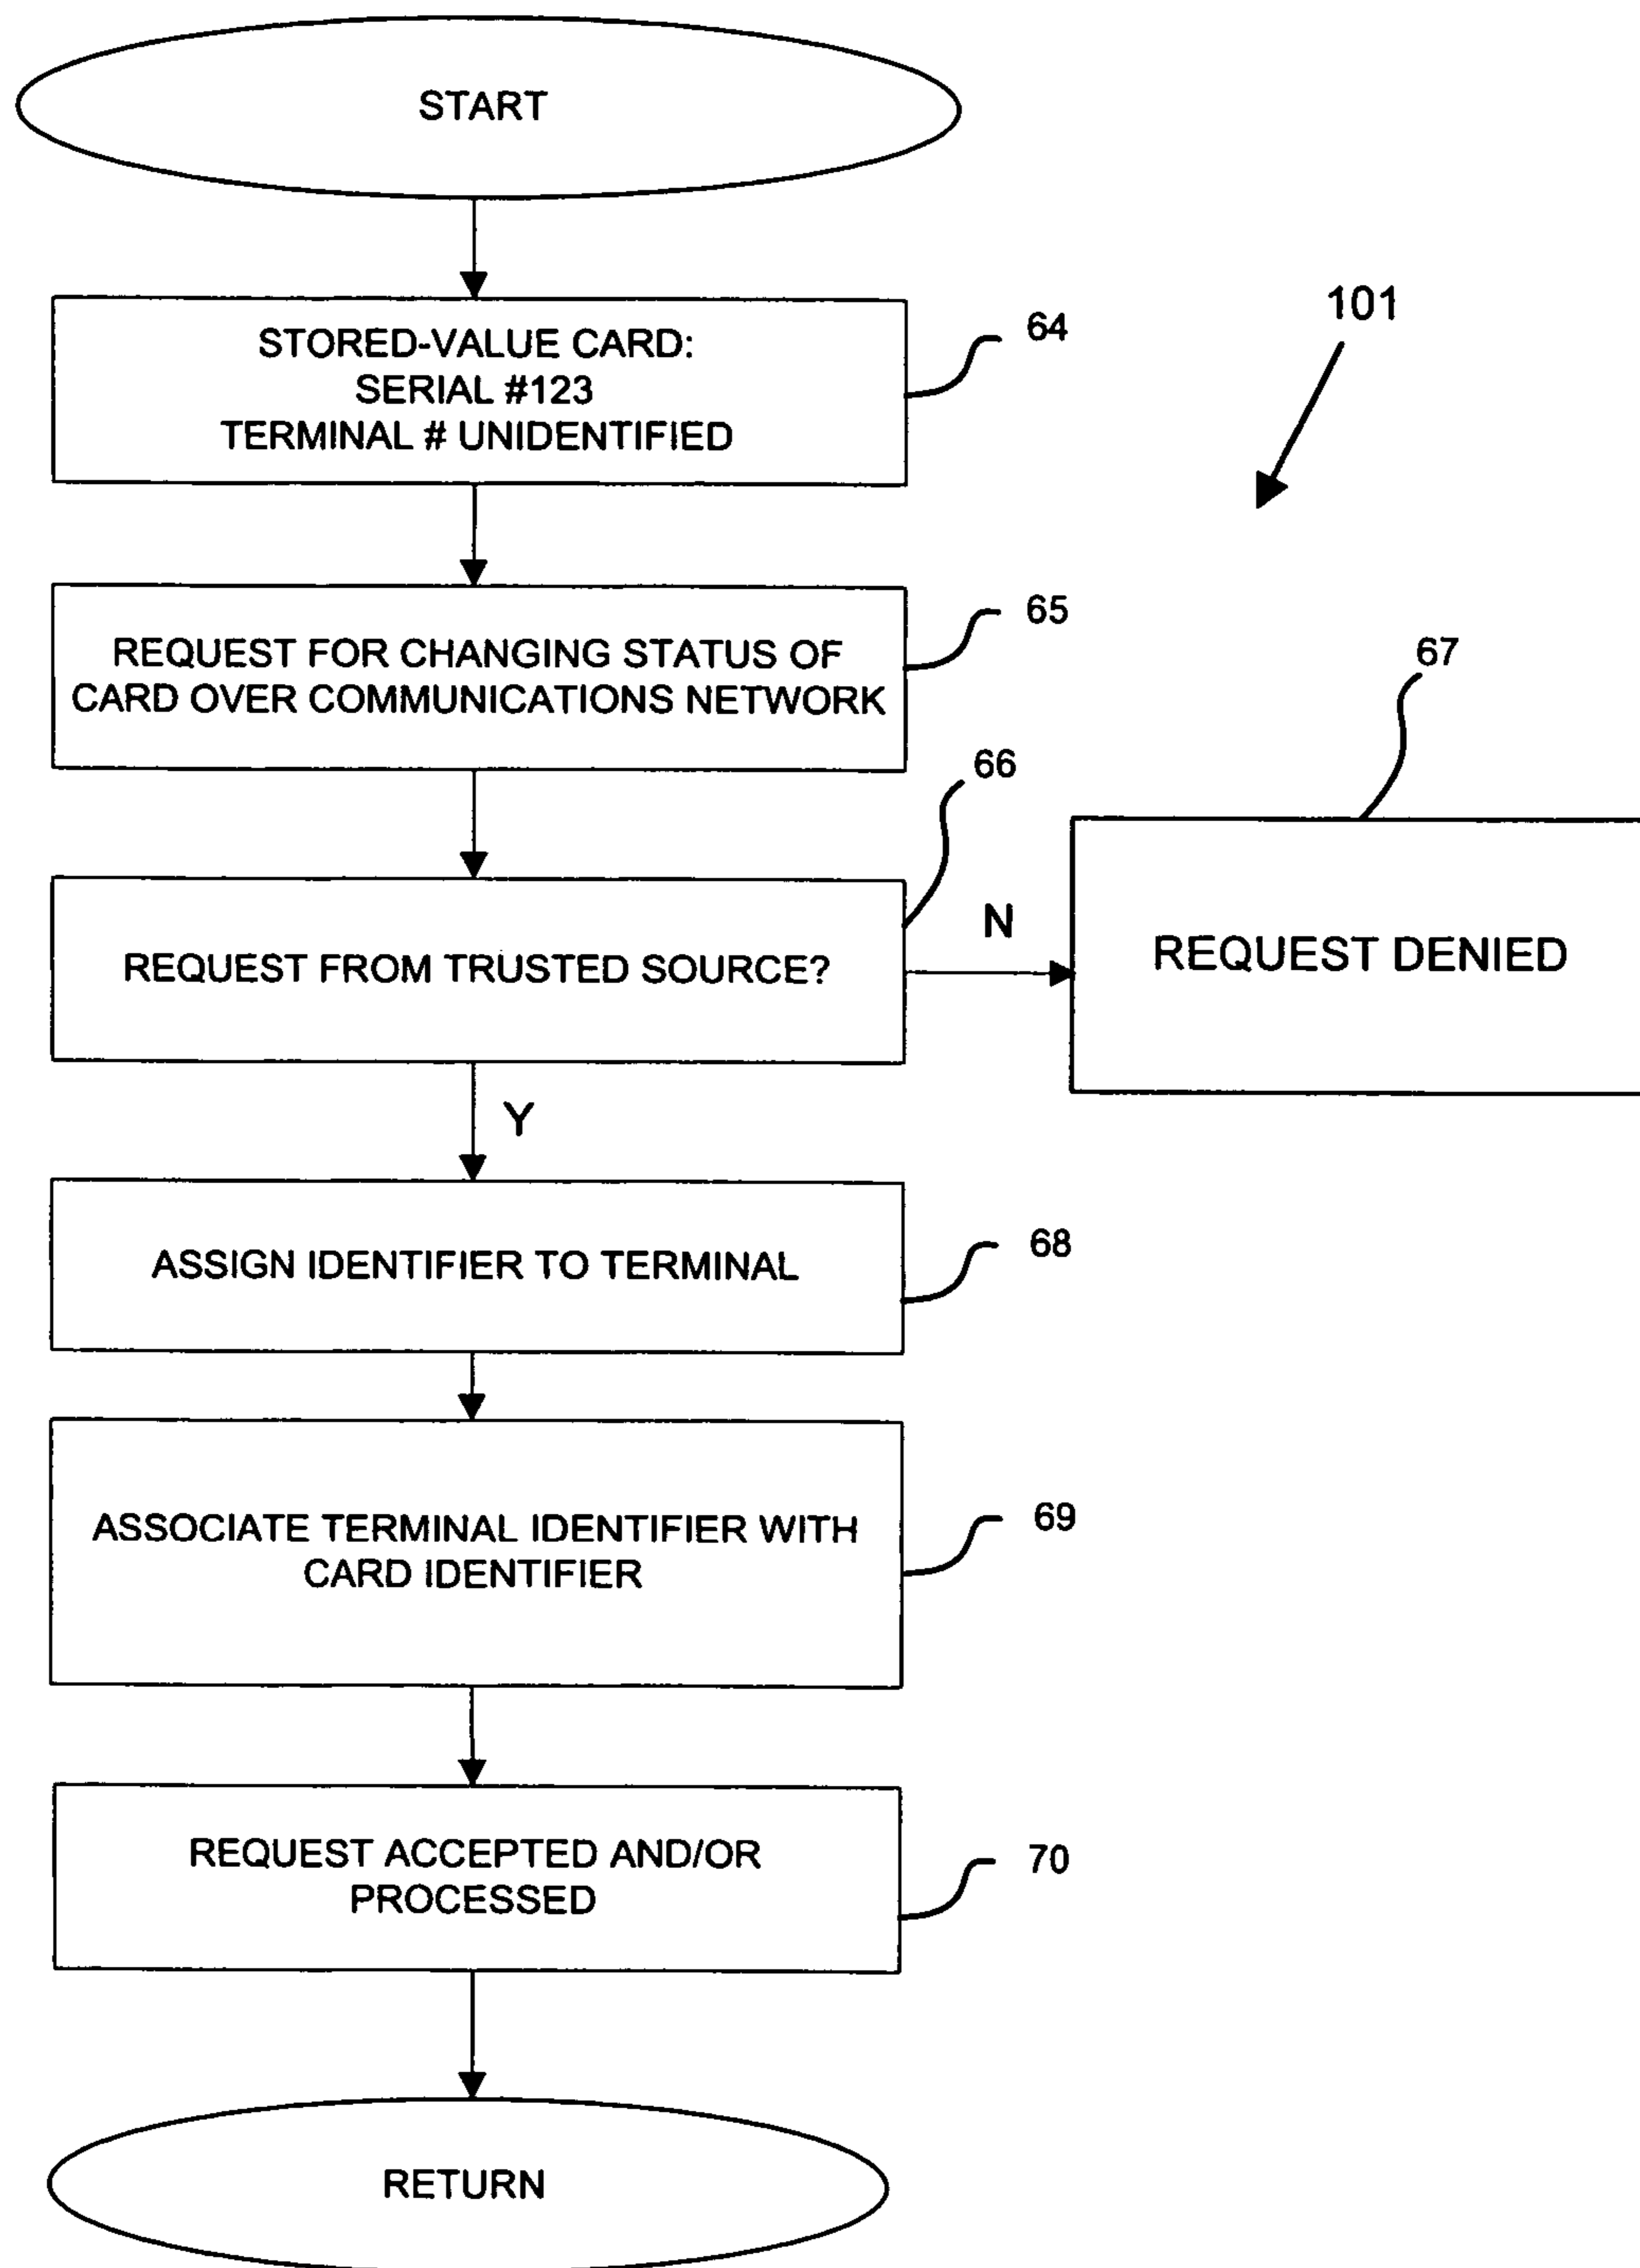 START
STORED-VALUE CARD:
SERIAL #123
TERMINAL # UNIDENTIFIED
64
101
REQUEST FOR CHANGING STATUS OF
CARD OVER COMMUNICATIONS NETWORK
65
67
66
REQUEST FROM TRUSTED SOURCE?
N
REQUEST DENIED
Y
ASSIGN IDENTIFIER TO TERMINAL
68
ASSOCIATE TERMINAL IDENTIFIER WITH
CARD IDENTIFIER
69
REQUEST ACCEPTED AND/OR
PROCESSED
70
RETURN